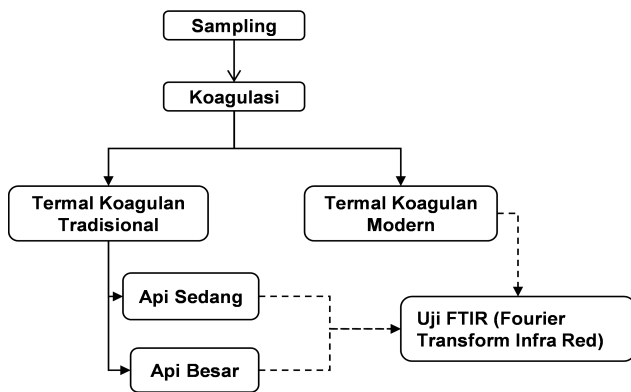 Sampling
Koagulasi
Termal Koagulan
Tradisional
Termal Koagulan
Modern
Api Sedang
Api Besar
Uji FTIR (Fourier
Transform Infra Red]